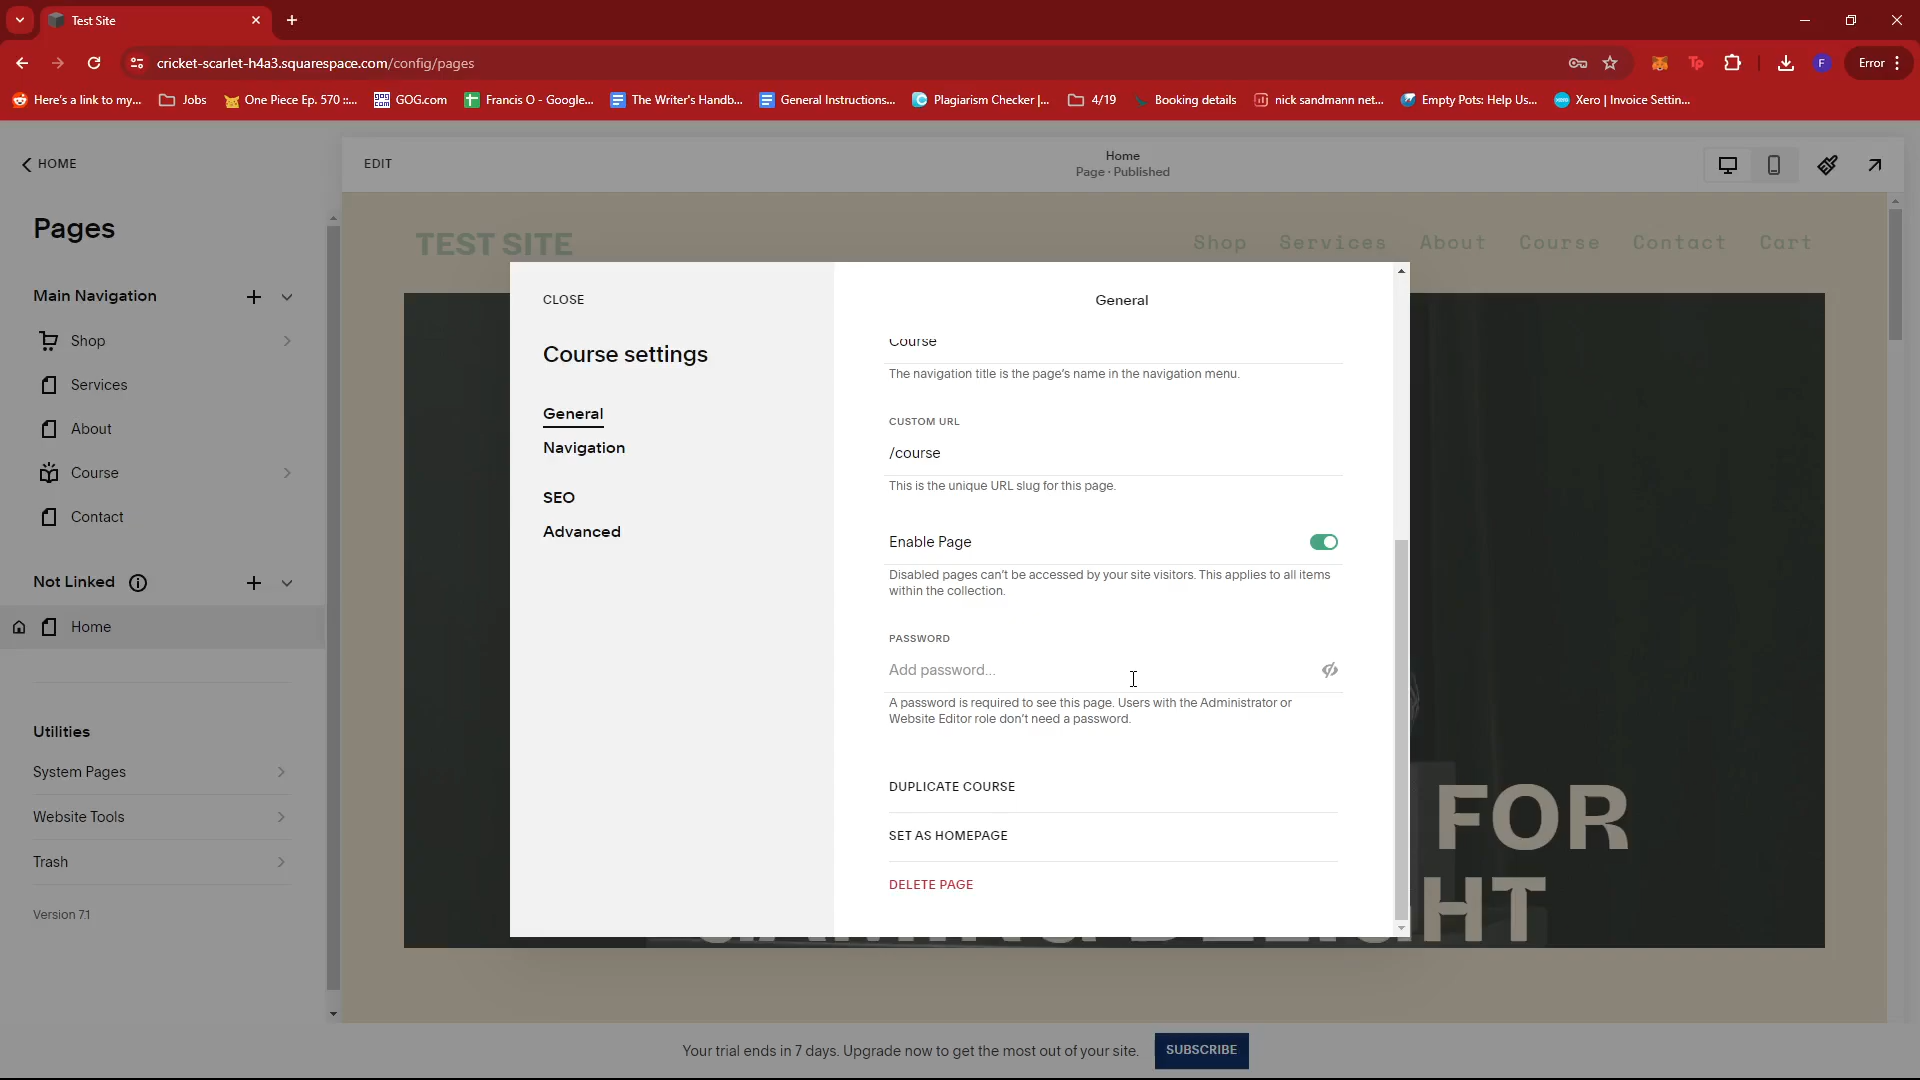 Test Site
cricket-scarlet-h4a3.squarespace.com/config/pages
Error
Here's a link to my...
Jobs
One Piece Ep. 570 ::...
GOG.com
Francis O - Google...
The Writer's Handb...
General Instructions...
Plagiarism Checker |...
4/19
Booking details
nick sandmann net...
Empty Pots: Help Us...
Xero | Invoice Settin...
HOME
EDIT
Home
Page · Published
Pages
TEST SITE
Shop Services About Course Contact Cart
Main Navigation
Shop
Services
About
Course
Contact
Not Linked
Home
Utilities
System Pages
Website Tools
Trash
Version 7.1
CLOSE
Course settings
General
Navigation
SEO
Advanced
General
Course
The navigation title is the page's name in the navigation menu.
CUSTOM URL
/course
This is the unique URL slug for this page.
Enable Page
Disabled pages can't be accessed by your site visitors. This applies to all items
within the collection.
PASSWORD
Add password...
A password is required to see this page. Users with the Administrator or
Website Editor role don't need a password.
DUPLICATE COURSE
SET AS HOMEPAGE
DELETE PAGE
FOR
HT
Your trial ends in 7 days. Upgrade now to get the most out of your site.
SUBSCRIBE